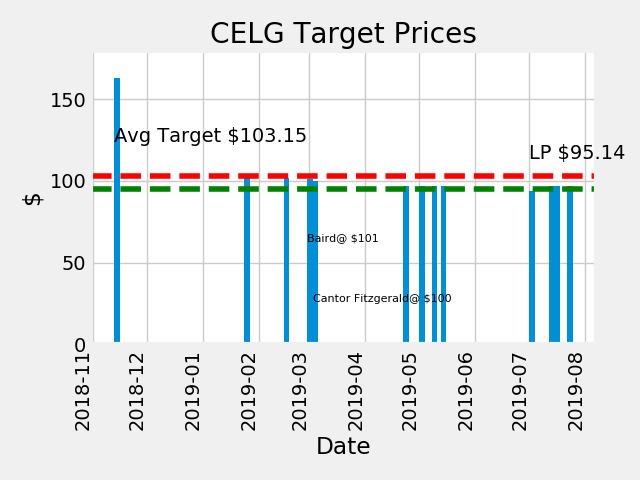 CELG Target Prices
150
Avg Target $103.15
LP $95.14
100
$
Baird@ $101
50
Cantor Fitzgerald@ $100
0
2018-11
2018-12
2019-01
2019-02
2019-03
2019-04
2019-05
2019-06
2019-07
2019-08
Date